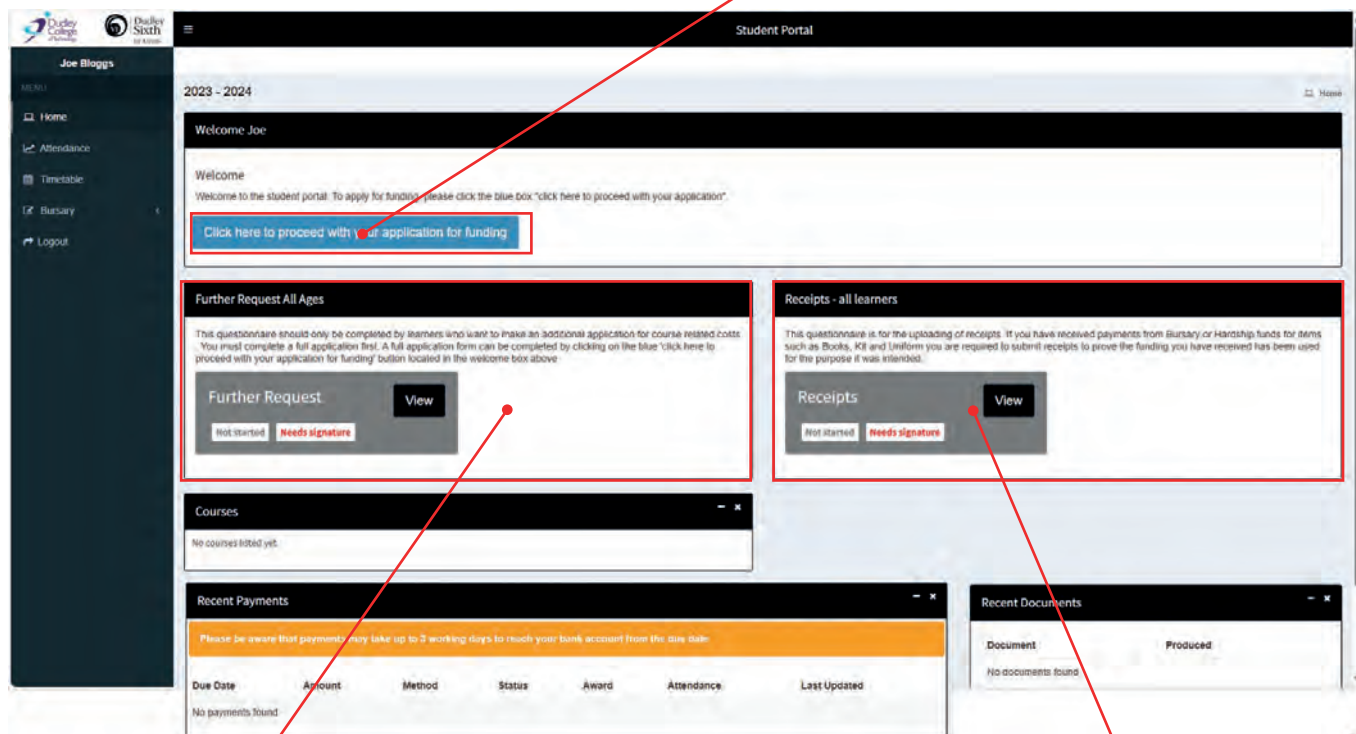 Dudley
College
of Technology
Dudley
Sixth
Student Portal
Joe Bloggs
MENU
2023 - 2024
Home
Home
Welcome Joe
Attendance
Timetable
Bursary
Logout
Welcome
Welcome to the student portal. To apply for funding, please click the blue box "click here to proceed with your application".
Click here to proceed with your application for funding
Further Request All Ages
This questionnaire should only be completed by learners who want to make an additional application for course related costs
. You must complete a full application first. A full application form can be completed by clicking on the blue 'click here to
proceed with your application for funding' button located in the welcome box above
Further Request
View
Not started
Needs signature
Receipts - all learners
This questionnaire is for the uploading of receipts. If you have received payments from Bursary or Hardship funds for items
such as Books, Kit and Uniform you are required to submit receipts to prove the funding you have received has been used
for the purpose it was intended.
Receipts
View
Not started
Needs signature
Courses
No courses listed yet.
Recent Payments
Please be aware that payments may take up to 3 working days to reach your bank account from the due date
Due Date Amount Method Status Award Attendance Last Updated
No payments found
Recent Documents
Document Produced
No documents found